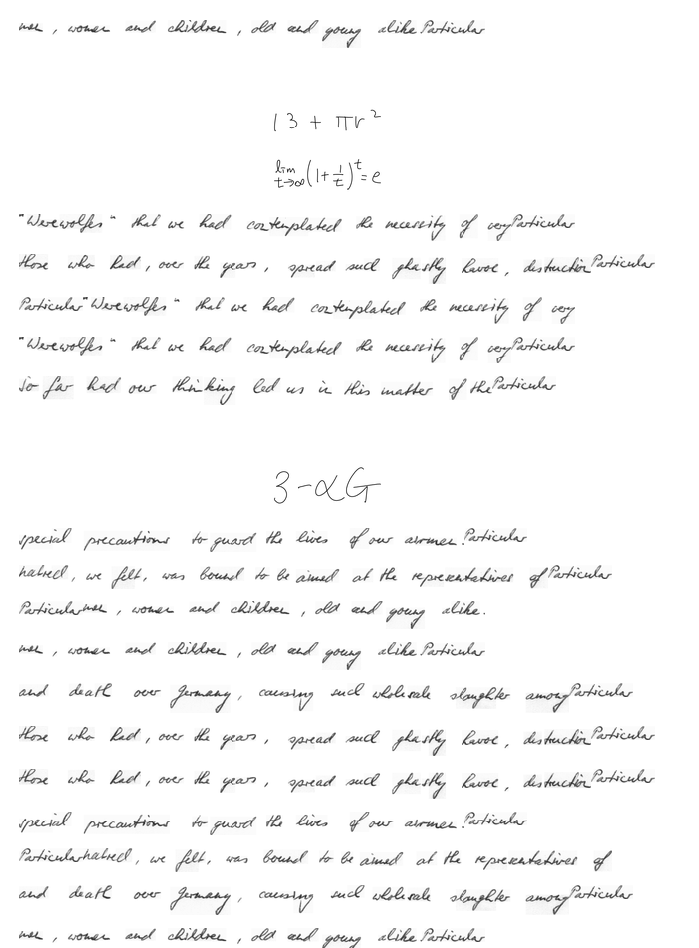 men, women and children, old and young alike Particular
13 + πr²
lim t→∞ (1+1/t)^t = e
"Werewolfes" that we had contemplated the necessity of very Particular
those who had, over the years, spread such ghastly havoc, destruction Particular
Particular "Werewolfes" that we had contemplated the necessity of very
"Werewolfes" that we had contemplated the necessity of very Particular
So far had our thinking led us in this matter of the Particular
3-αG
special precautions to guard the lives of our airmen. Particular
hatred, we felt, was bound to be aimed at the representatives of Particular
Particular men, women and children, old and young alike.
men, women and children, old and young alike Particular
and death over Germany, causing such wholesale slaughter among Particular
those who had, over the years, spread such ghastly havoc, destruction Particular
those who had, over the years, spread such ghastly havoc, destruction Particular
special precautions to guard the lives of our airmen. Particular
Particular hatred, we felt, was bound to be aimed at the representatives of
and death over Germany, causing such wholesale slaughter among Particular
men, women and children, old and young alike Particular